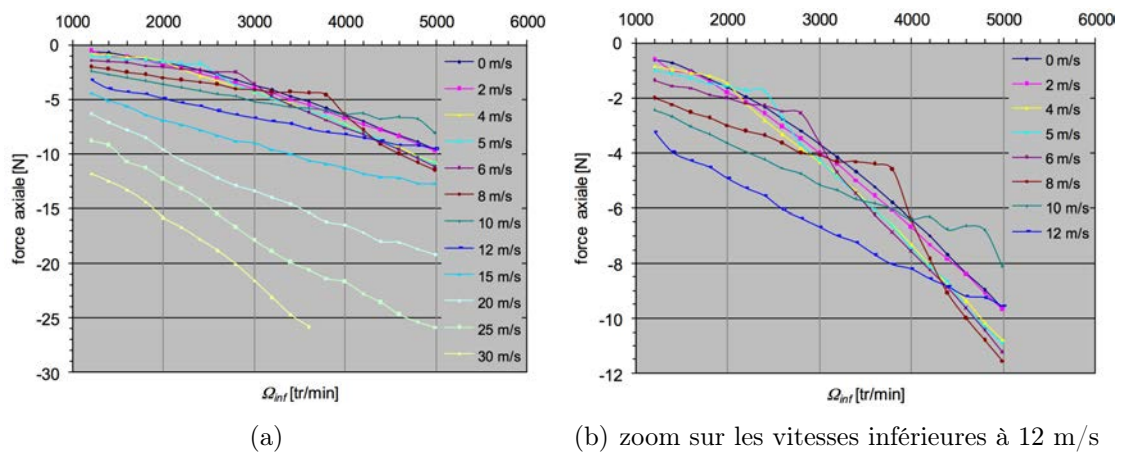 1000 2000 3000 4000 5000 6000
0
-5
-10
-15
-20
-25
-30
force axiale [N]
0 m/s
2 m/s
4 m/s
5 m/s
6 m/s
8 m/s
10 m/s
12 m/s
15 m/s
20 m/s
25 m/s
30 m/s
Ωinf [tr/min]
(a)
1000 2000 3000 4000 5000 6000
0
-2
-4
-6
-8
-10
-12
force axiale [N]
0 m/s
2 m/s
4 m/s
5 m/s
6 m/s
8 m/s
10 m/s
12 m/s
Ωinf [tr/min]
(b) zoom sur les vitesses inférieures à 12 m/s